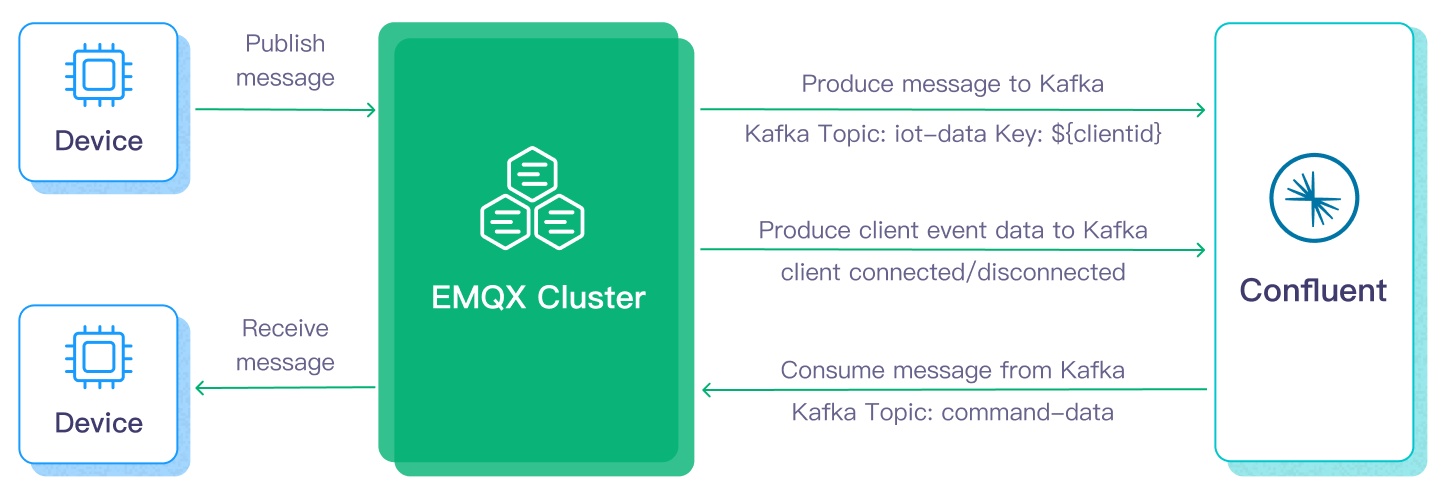 Publish
message
Device
Receive
message
Device
EMQX Cluster
Produce message to Kafka
Kafka Topic: iot-data Key: ${clientid}
Produce client event data to Kafka
client connected/disconnected
Consume message from Kafka
Kafka Topic: command-data
Confluent